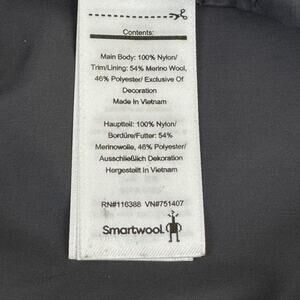 Contents:
Main Body: 100% Nylon/
Trim/Lining: 54% Merino Wool,
46% Polyester/ Exclusive Of
Decoration
Made In Vietnam
Hauptteil: 100% Nylon/
Bordüre/Futter: 54%
Merinowolle, 46% Polyester/
Ausschließlich Dekoration
Hergestellt In Vietnam
RN#116388 VN#751407
Smartwool